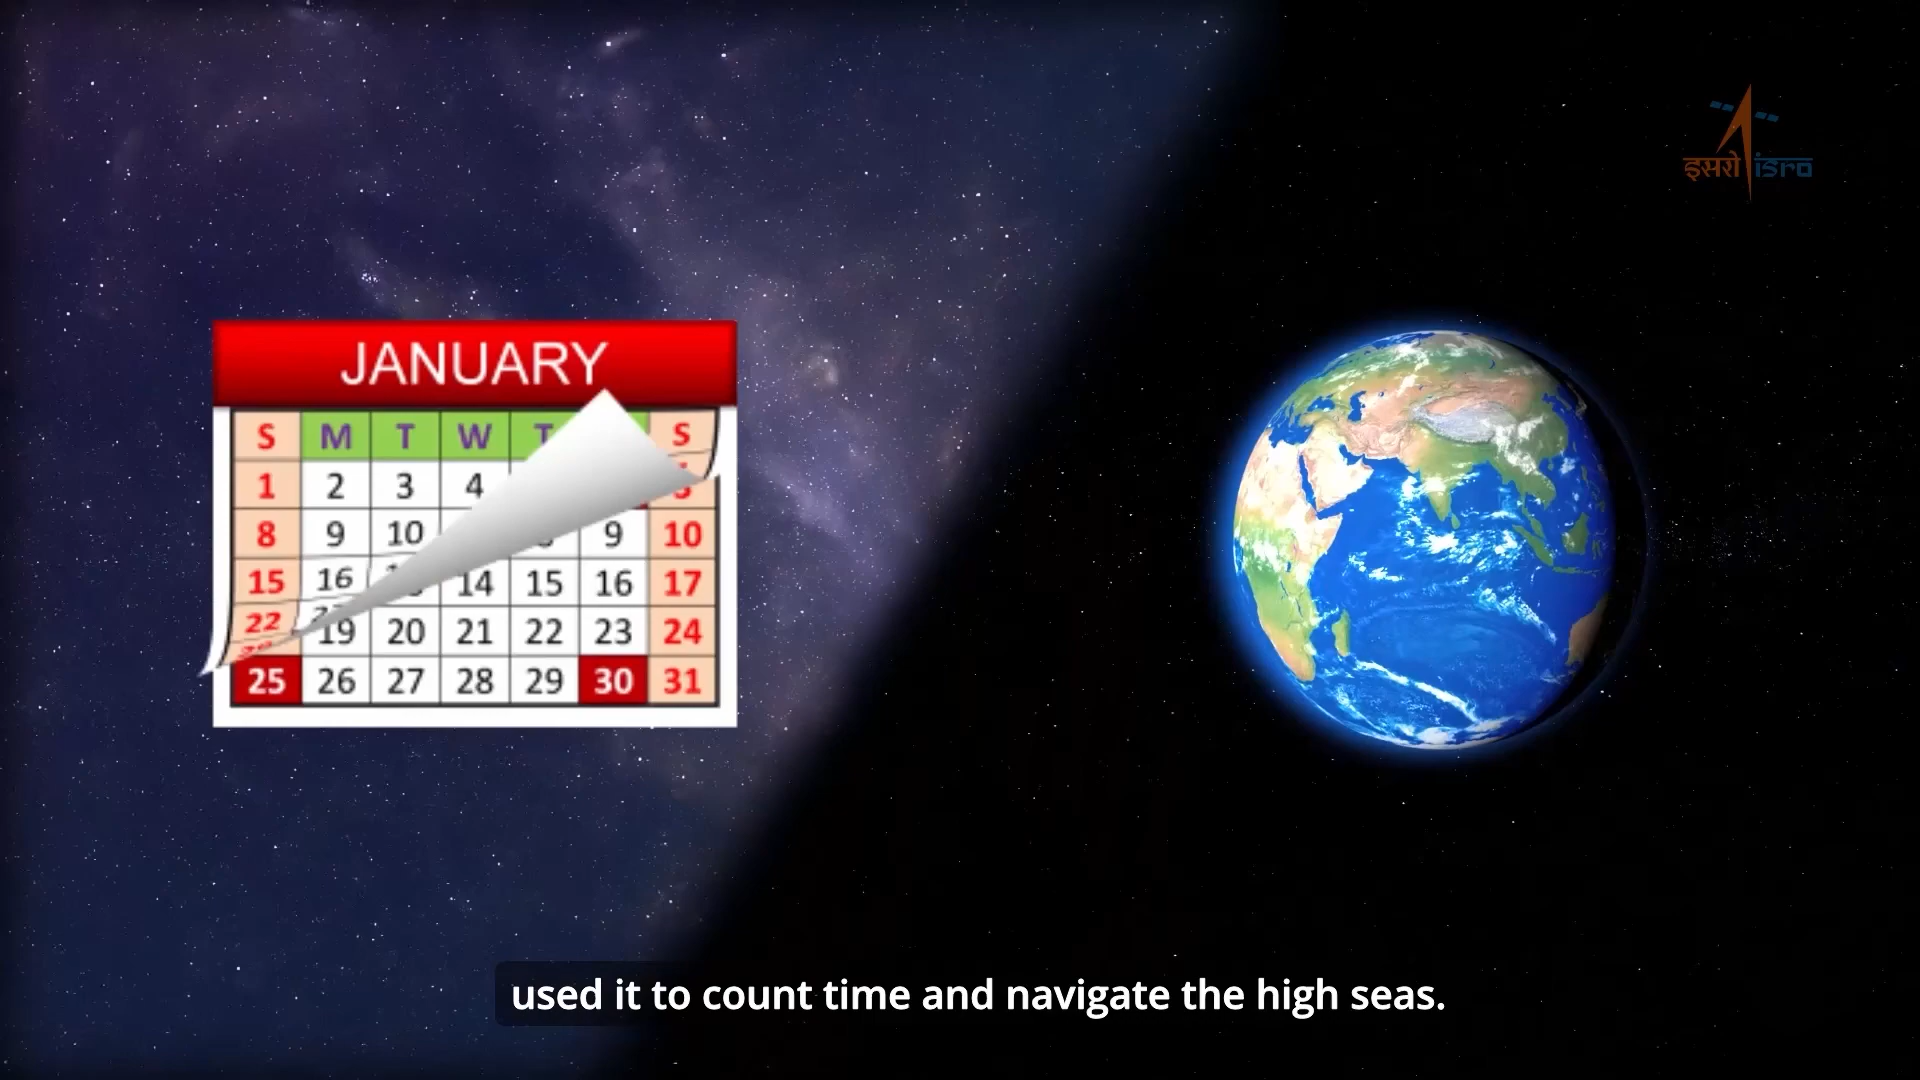 इसरो isro
JANUARY
S M T W T S
1 2 3 4
8 9 10 9 10
15 16 14 15 16 17
22 19 20 21 22 23 24
25 26 27 28 29 30 31
used it to count time and navigate the high seas.